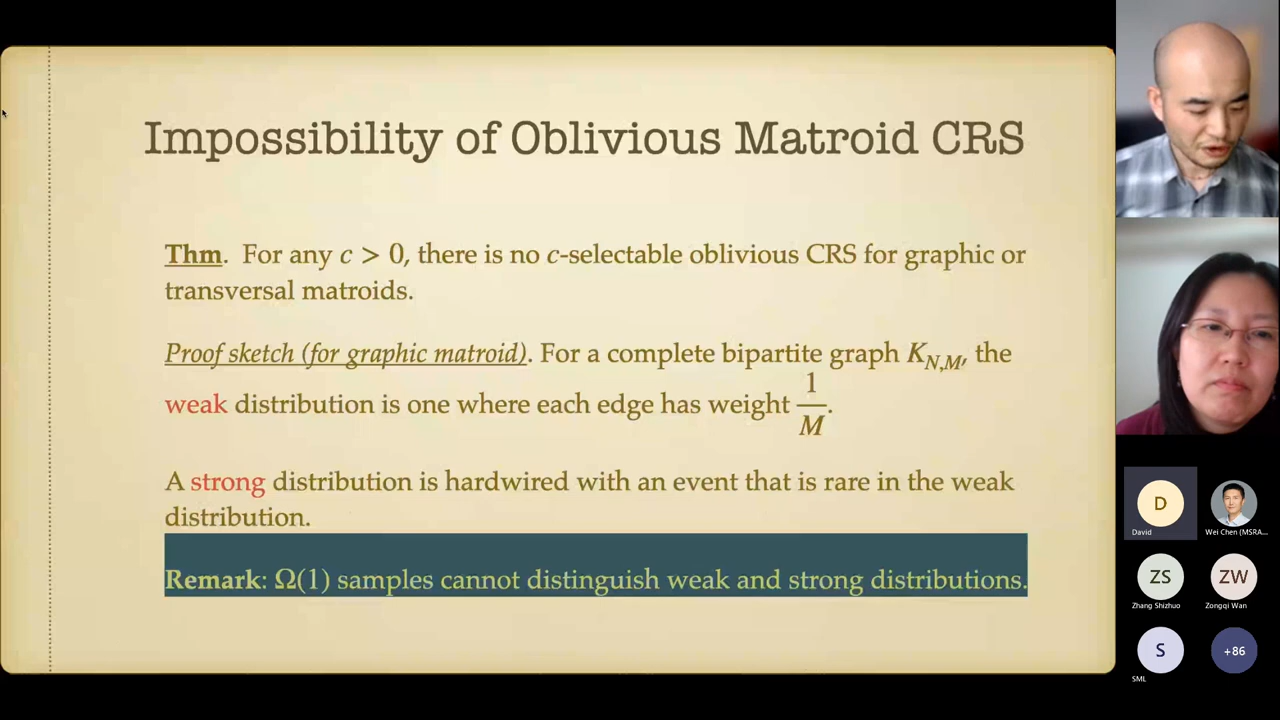 Impossibility of Oblivious Matroid CRS
Thm. For any c > 0, there is no c-selectable oblivious CRS for graphic or
transversal matroids.
Proof sketch (for graphic matroid). For a complete bipartite graph K_{N,M}, the
weak distribution is one where each edge has weight 1/M.
A strong distribution is hardwired with an event that is rare in the weak
distribution.
Remark: Ω(1) samples cannot distinguish weak and strong distributions.
D
David
Wei Chen (MSRA...
ZS
Zhang Shizhuo
ZW
Zongqi Wan
S
SML
+86